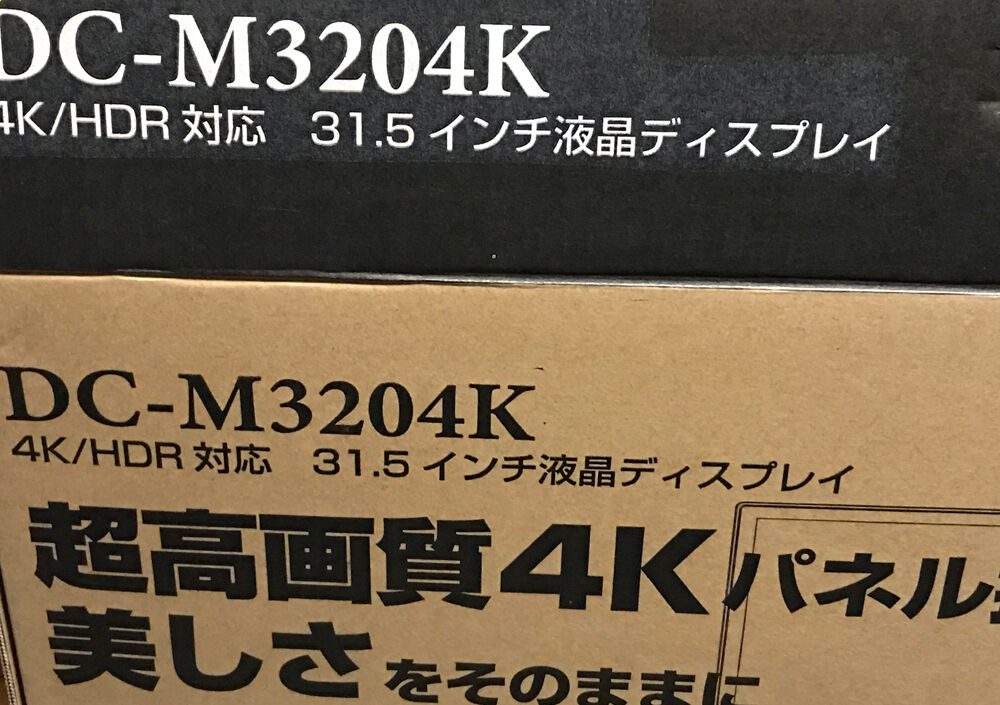 DC-M3204K
4K/HDR 対応　31.5 インチ液晶ディスプレイ
DC-M3204K
4K/HDR 対応　31.5 インチ液晶ディスプレイ
超高画質4Kパネル
美しさをそのままに